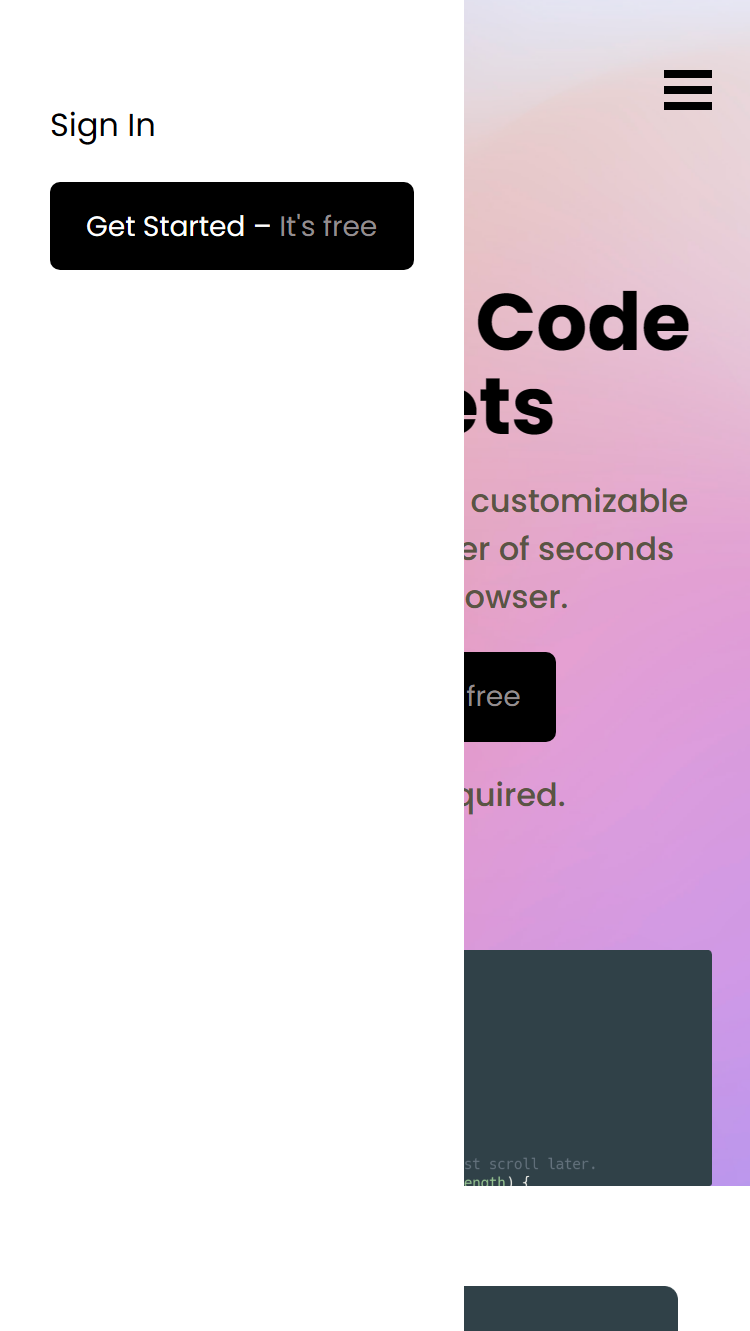 Sign In
Get Started – It's free
Code
ets
customizable
er of seconds
owser.
free
quired.
st scroll later.
ength) {